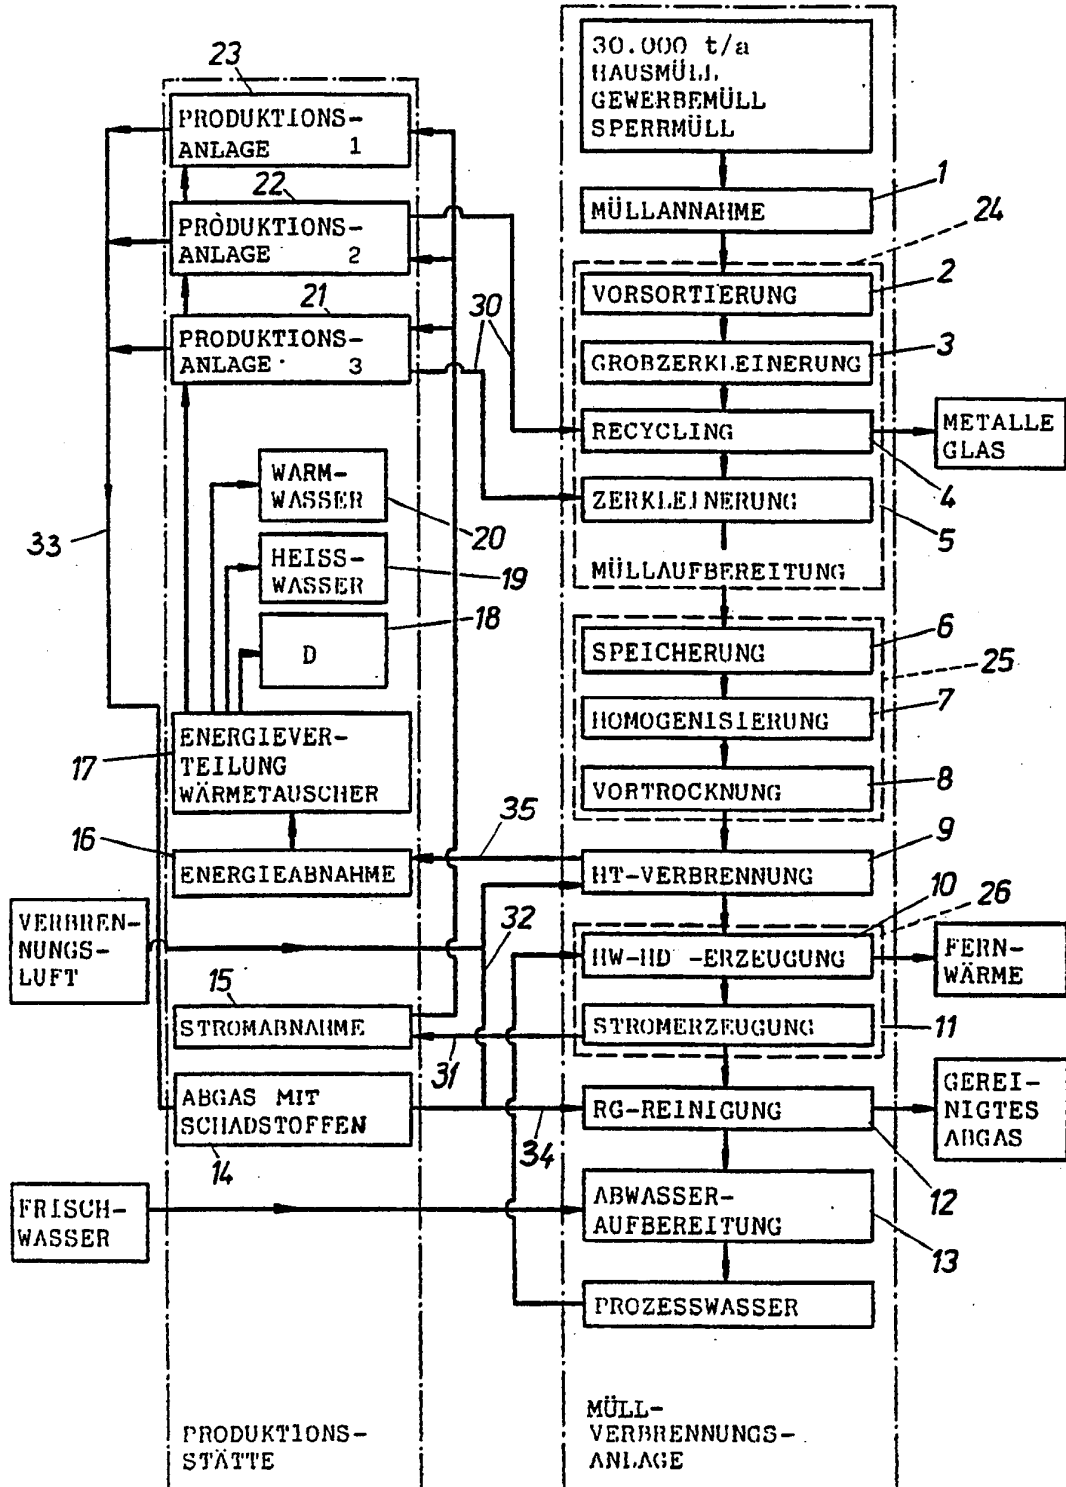 30.000 t/a
HAUSMÜLL
GEWERBEMÜLL
SPERRMÜLL
23
PRODUKTIONS-
ANLAGE 1
1
MÜLLANNAHME
22
PRODUKTIONS-
ANLAGE 2
24
2
VORSORTIERUNG
21
30
PRODUKTIONS-
ANLAGE 3
3
GROBZERKLEINERUNG
RECYCLING
METALLE
GLAS
4
WARM-
WASSER
20
ZERKLEINERUNG
5
33
HEISS-
WASSER
19
MÜLLAUFBEREITUNG
18
D
6
SPEICHERUNG
25
7
HOMOGENISIERUNG
17
ENERGIEVER-
TEILUNG
WÄRMETAUSCHER
8
VORTROCKNUNG
16
35
9
ENERGIEABNAHME
HT-VERBRENNUNG
10
26
VERBREN-
NUNGS-
LUFT
32
HW-HD -ERZEUGUNG
FERN-
WÄRME
15
STROMABNAHME
31
STROMERZEUGUNG
11
ABGAS MIT
SCHADSTOFFEN
14
34
RG-REINIGUNG
GEREI-
NIGTES
ABGAS
12
FRISCH-
WASSER
ABWASSER-
AUFBEREITUNG
13
PROZESSWASSER
PRODUKTIONS-
STÄTTE
MÜLL-
VERBRENNUNGS-
ANLAGE